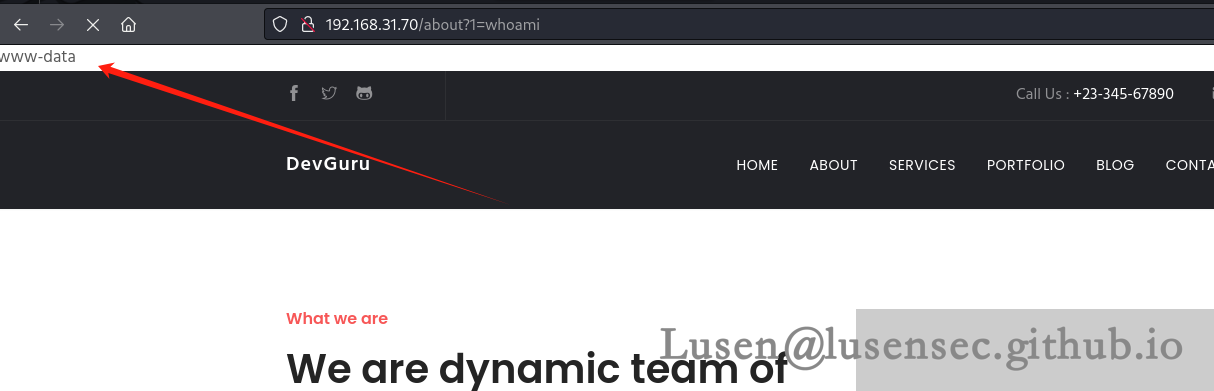 192.168.31.70/about?1=whoami
www-data
Call Us : +23-345-67890
DevGuru
HOME ABOUT SERVICES PORTFOLIO BLOG CONTA
What we are
We are dynamic team of
Lusen@lusensec.github.io